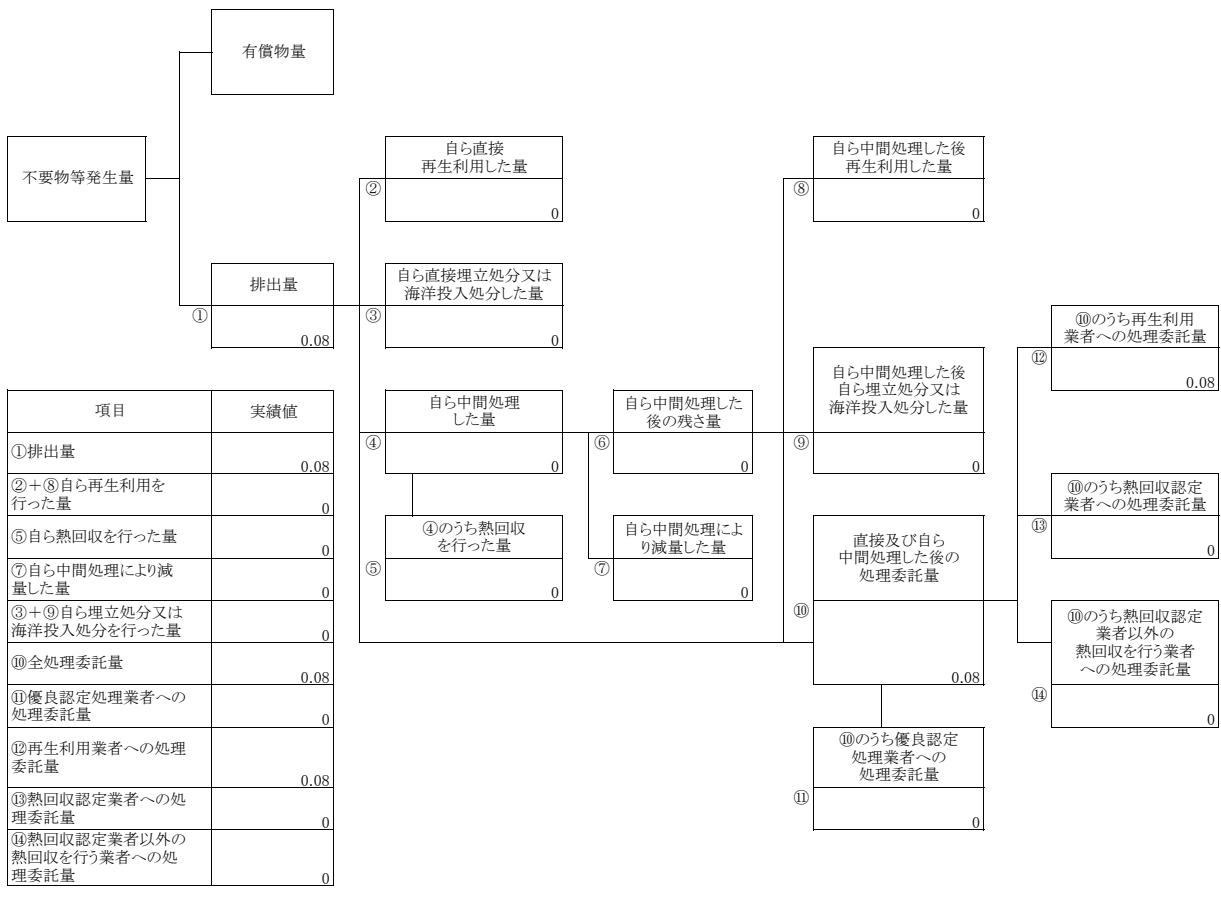 有償物量
不要物等発生量
自ら直接
再生利用した量
②
0
自ら中間処理した後
再生利用した量
⑧
0
排出量
①
0.08
自ら直接埋立処分又は
海洋投入処分した量
③
0
⑩のうち再生利用
業者への処理委託量
⑫
0.08
自ら中間処理
した量
④
0
自ら中間処理した
後の残さ量
⑥
0
自ら中間処理した後
自ら埋立処分又は
海洋投入処分した量
⑨
0
⑩のうち熱回収認定
業者への処理委託量
⑬
0
④のうち熱回収
を行った量
⑤
0
自ら中間処理によ
り減量した量
⑦
0
直接及び自ら
中間処理した後の
処理委託量
⑩
0.08
⑩のうち熱回収認定
業者以外の
熱回収を行う業者
への処理委託量
⑭
0
⑩のうち優良認定
処理業者への
処理委託量
⑪
0
項目 実績値
①排出量
0.08
②＋⑧自ら再生利用を
行った量
0
⑤自ら熱回収を行った量
0
⑦自ら中間処理により減
量した量
0
③＋⑨自ら埋立処分又は
海洋投入処分を行った量
0
⑩全処理委託量
0.08
⑪優良認定処理業者への
処理委託量
0
⑫再生利用業者への処理
委託量
0.08
⑬熱回収認定業者への処
理委託量
0
⑭熱回収認定業者以外の
熱回収を行う業者への処
理委託量
0